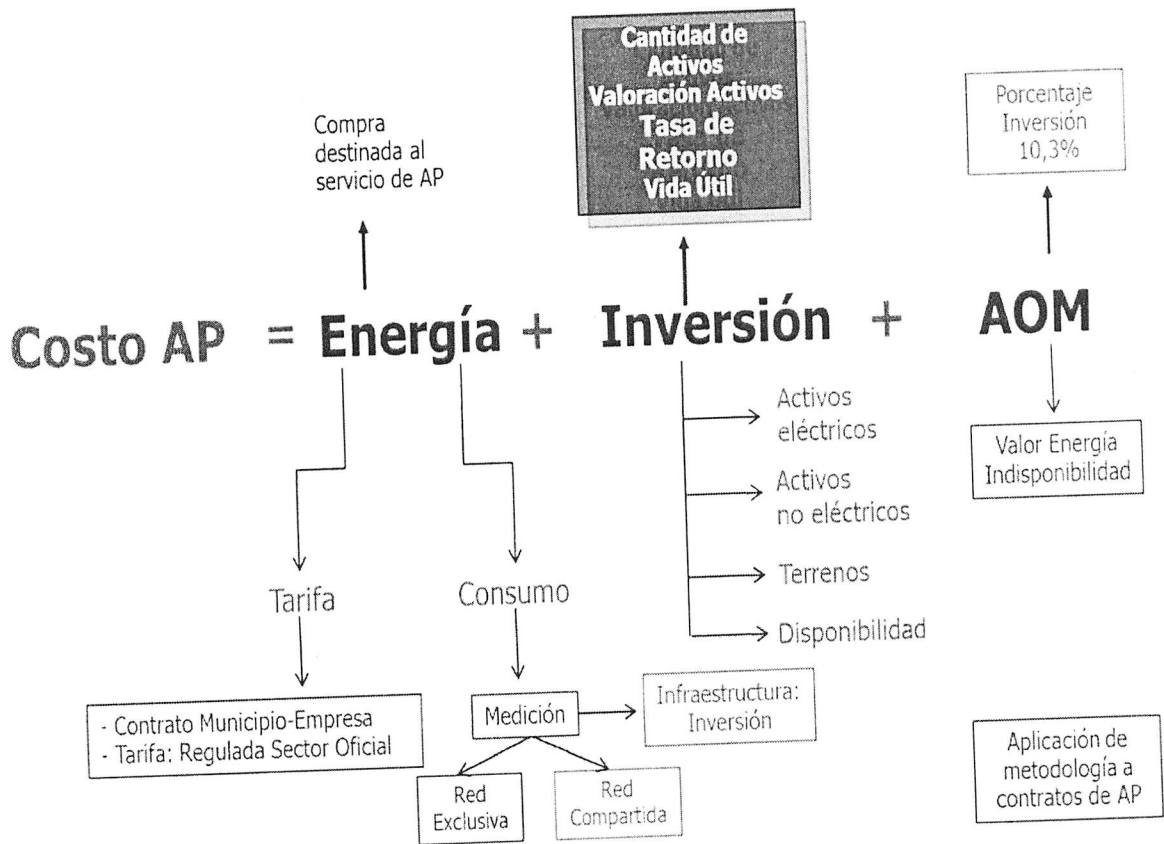 Cantidad de
Activos
Valoración Activos
Tasa de
Retorno
Vida Útil
Porcentaje
Inversión
10,3%
Compra
destinada al
servicio de AP
Costo AP = Energía + Inversión + AOM
Activos
eléctricos
Activos
no eléctricos
Terrenos
Disponibilidad
Valor Energía
Indisponibilidad
Tarifa
Consumo
- Contrato Municipio-Empresa
- Tarifa: Regulada Sector Oficial
Medición
Infraestructura:
Inversión
Red
Exclusiva
Red
Compartida
Aplicación de
metodología a
contratos de AP